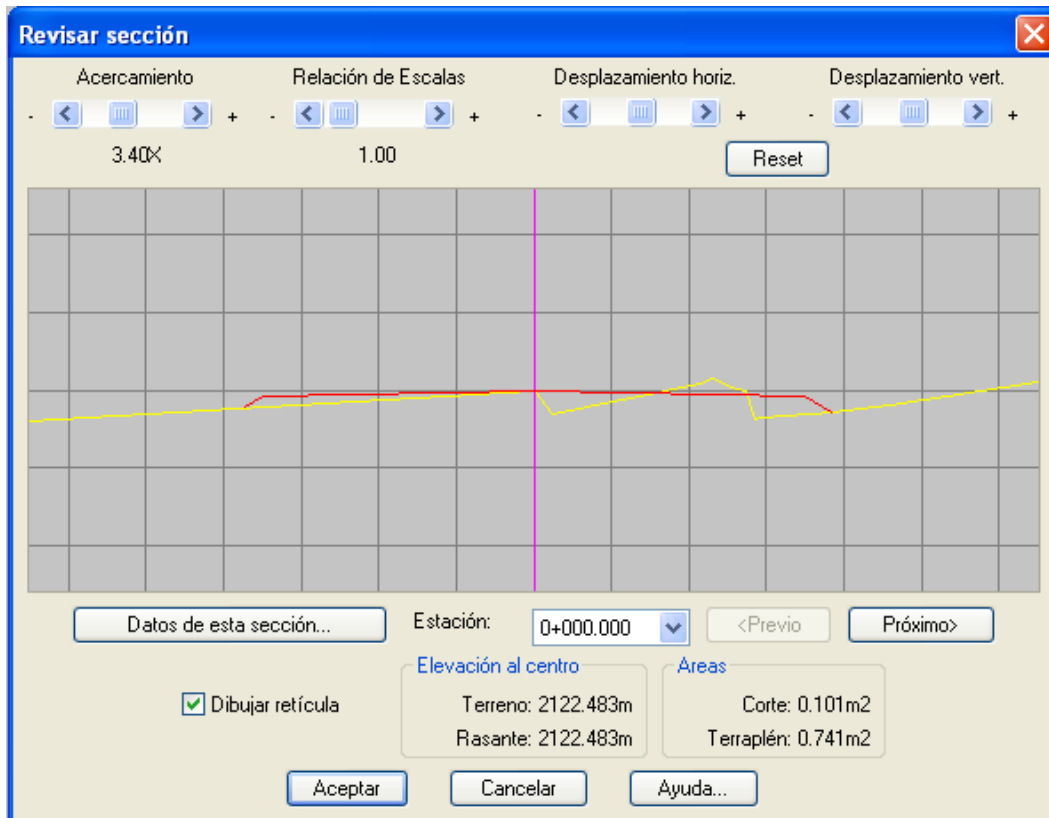 Revisar sección
Acercamiento
Relación de Escalas
Desplazamiento horiz.
Desplazamiento vert.
- +
- +
- +
- +
3.40X
1.00
Reset
Datos de esta sección...
Estación:
0+000.000
<Previo
Próximo>
Elevación al centro
Areas
Dibujar retícula
Terreno: 2122.483m
Corte: 0.101m2
Rasante: 2122.483m
Terraplén: 0.741m2
Aceptar
Cancelar
Ayuda...